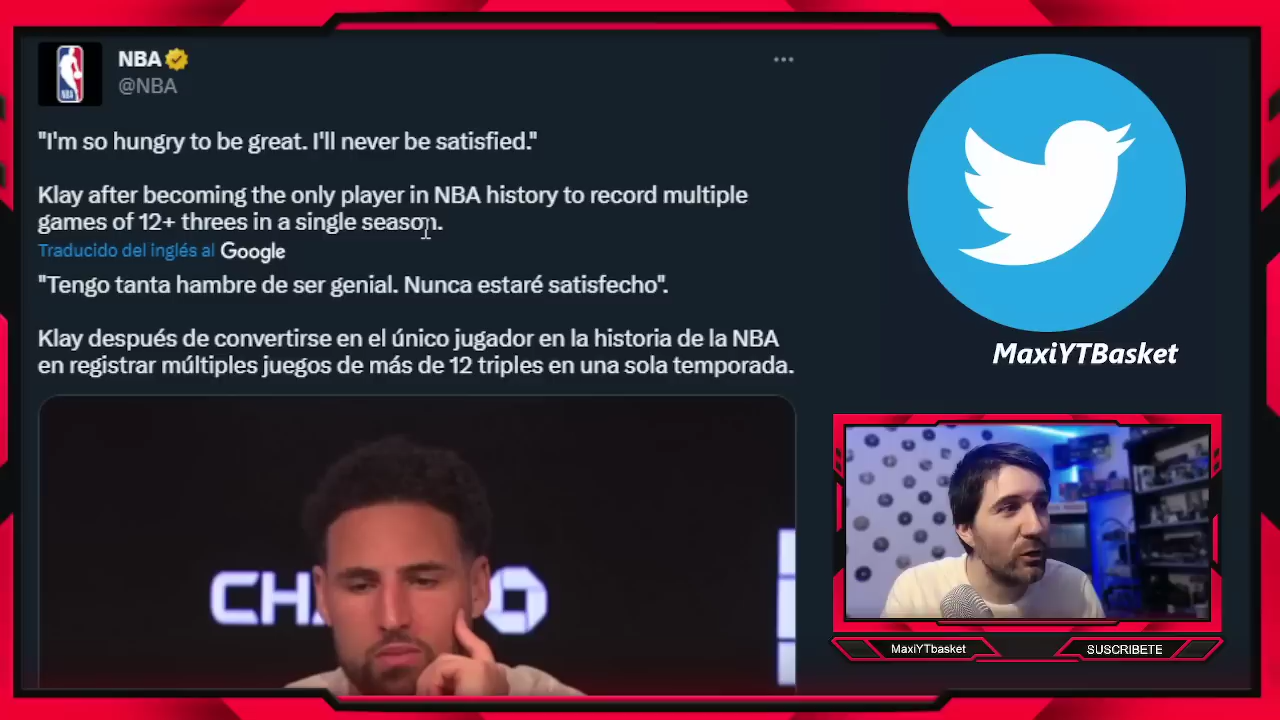 NBA
@NBA
"I'm so hungry to be great. I'll never be satisfied."
Klay after becoming the only player in NBA history to record multiple
games of 12+ threes in a single season.
Traducido del inglés al Google
"Tengo tanta hambre de ser genial. Nunca estaré satisfecho".
Klay después de convertirse en el único jugador en la historia de la NBA
en registrar múltiples juegos de más de 12 triples en una sola temporada.
MaxiYTBasket
MaxiYTbasket
SUSCRIBETE